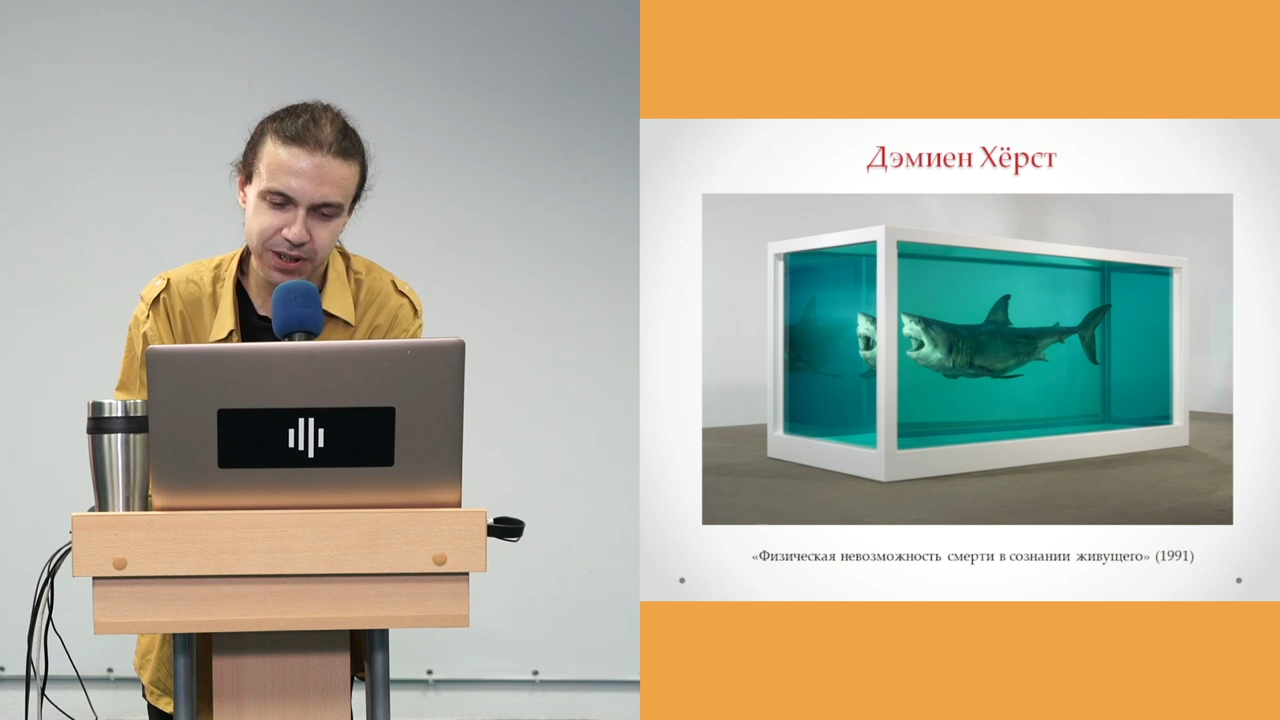 Дэмиен Хёрст
«Физическая невозможность смерти в сознании живущего» (1991)